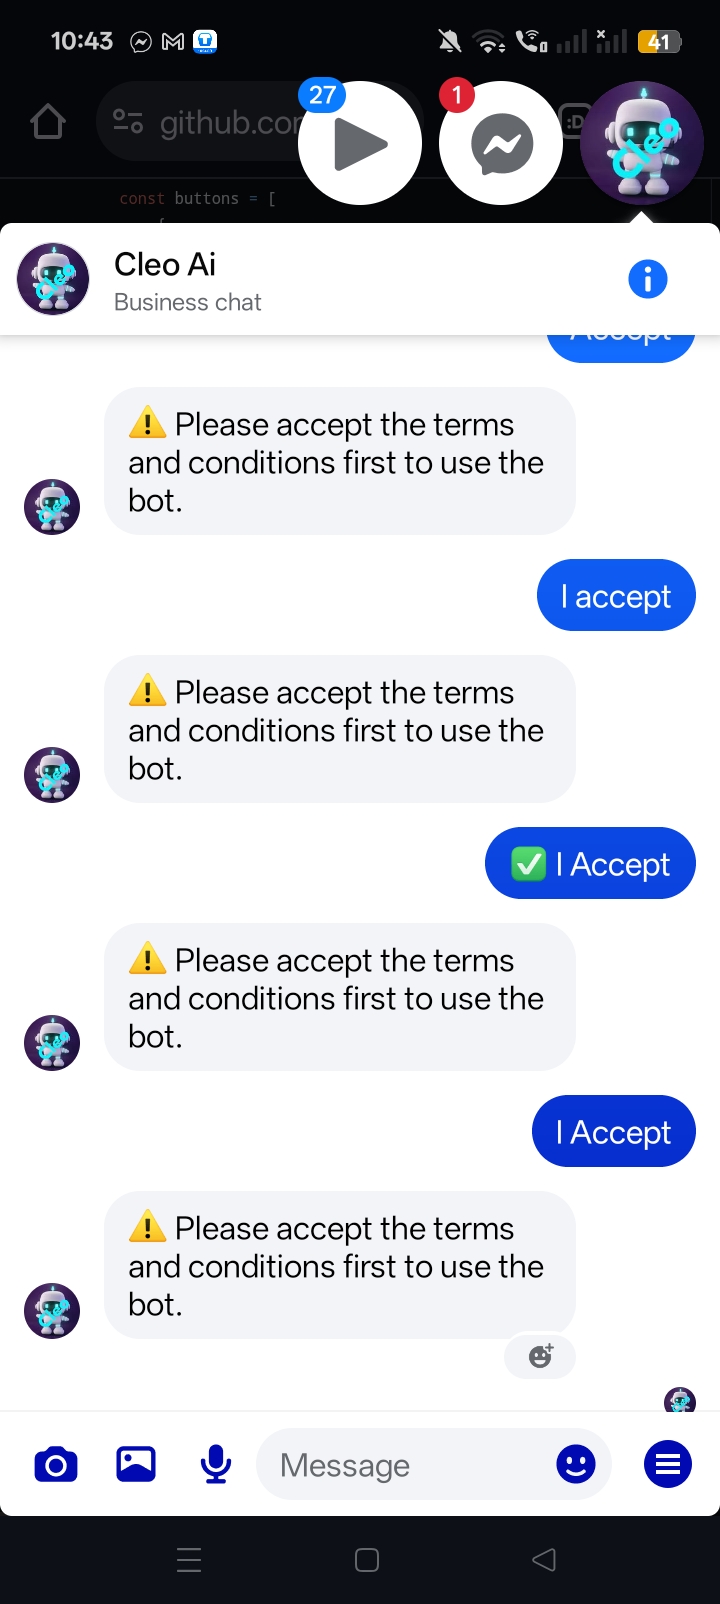 10:43
41
github.com
:D
27
1
Cleo
const buttons = [
{
Cleo
Cleo Ai
Business chat
Accept
⚠️ Please accept the terms
and conditions first to use the
bot.
I accept
⚠️ Please accept the terms
and conditions first to use the
bot.
✅ I Accept
⚠️ Please accept the terms
and conditions first to use the
bot.
I Accept
⚠️ Please accept the terms
and conditions first to use the
bot.
Message